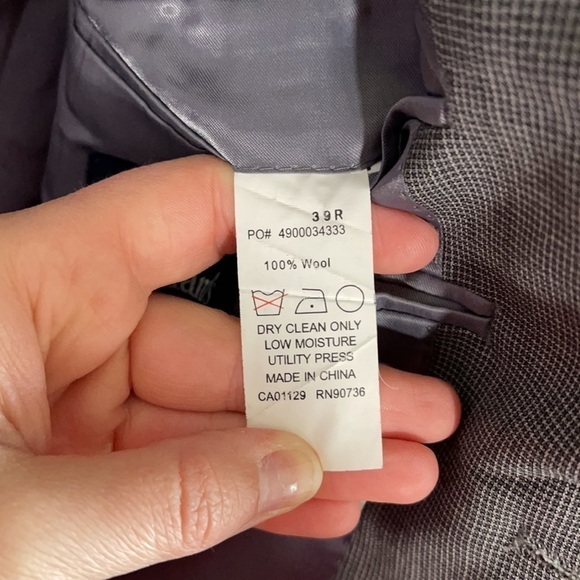 39R
PO# 4900034333
100% Wool
DRY CLEAN ONLY
LOW MOISTURE
UTILITY PRESS
MADE IN CHINA
CA01129 RN90736